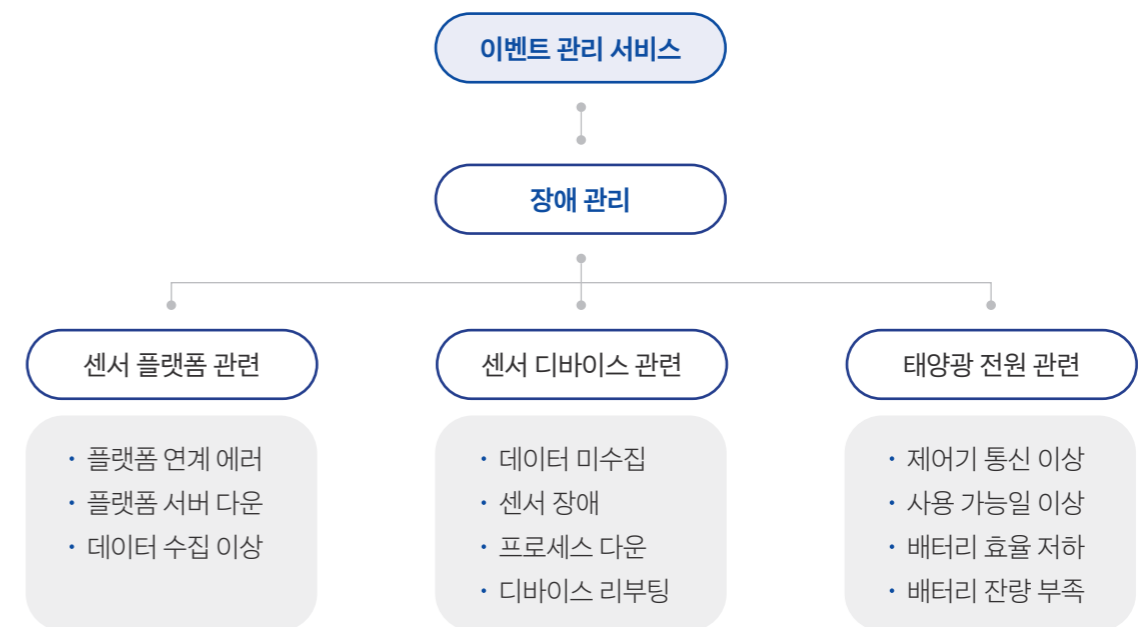 이벤트 관리 서비스
장애 관리
센서 플랫폼 관련
· 플랫폼 연계 에러
· 플랫폼 서버 다운
· 데이터 수집 이상
센서 디바이스 관련
· 데이터 미수집
· 센서 장애
· 프로세스 다운
· 디바이스 리부팅
태양광 전원 관련
· 제어기 통신 이상
· 사용 가능일 이상
· 배터리 효율 저하
· 배터리 잔량 부족